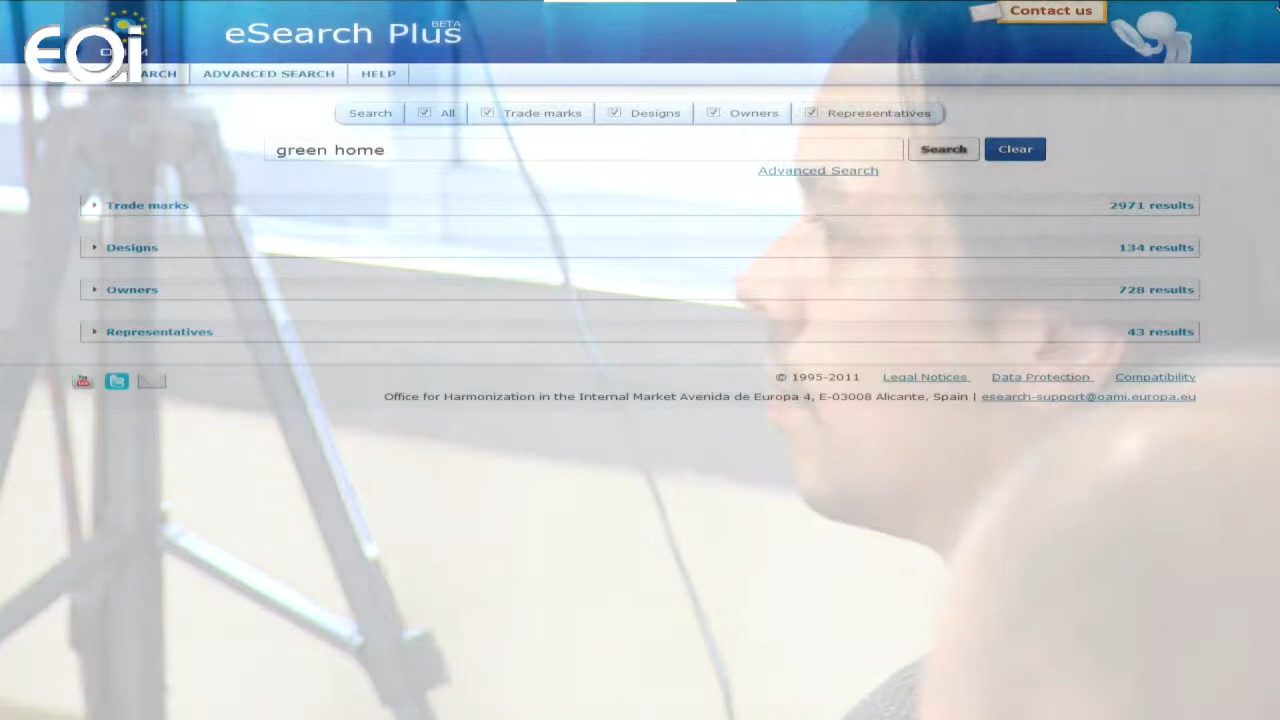 Contact us
eSearch Plus BETA
EOi
ARCH ADVANCED SEARCH HELP
Search All Trade marks Designs Owners Representatives
green home Search Clear
Advanced Search
Trade marks 2971 results
Designs 134 results
Owners 728 results
Representatives 43 results
© 1995-2011 Legal Notices Data Protection Compatibility
Office for Harmonization in the Internal Market Avenida de Europa 4, E-03008 Alicante, Spain | esearch-support@oami.europa.eu